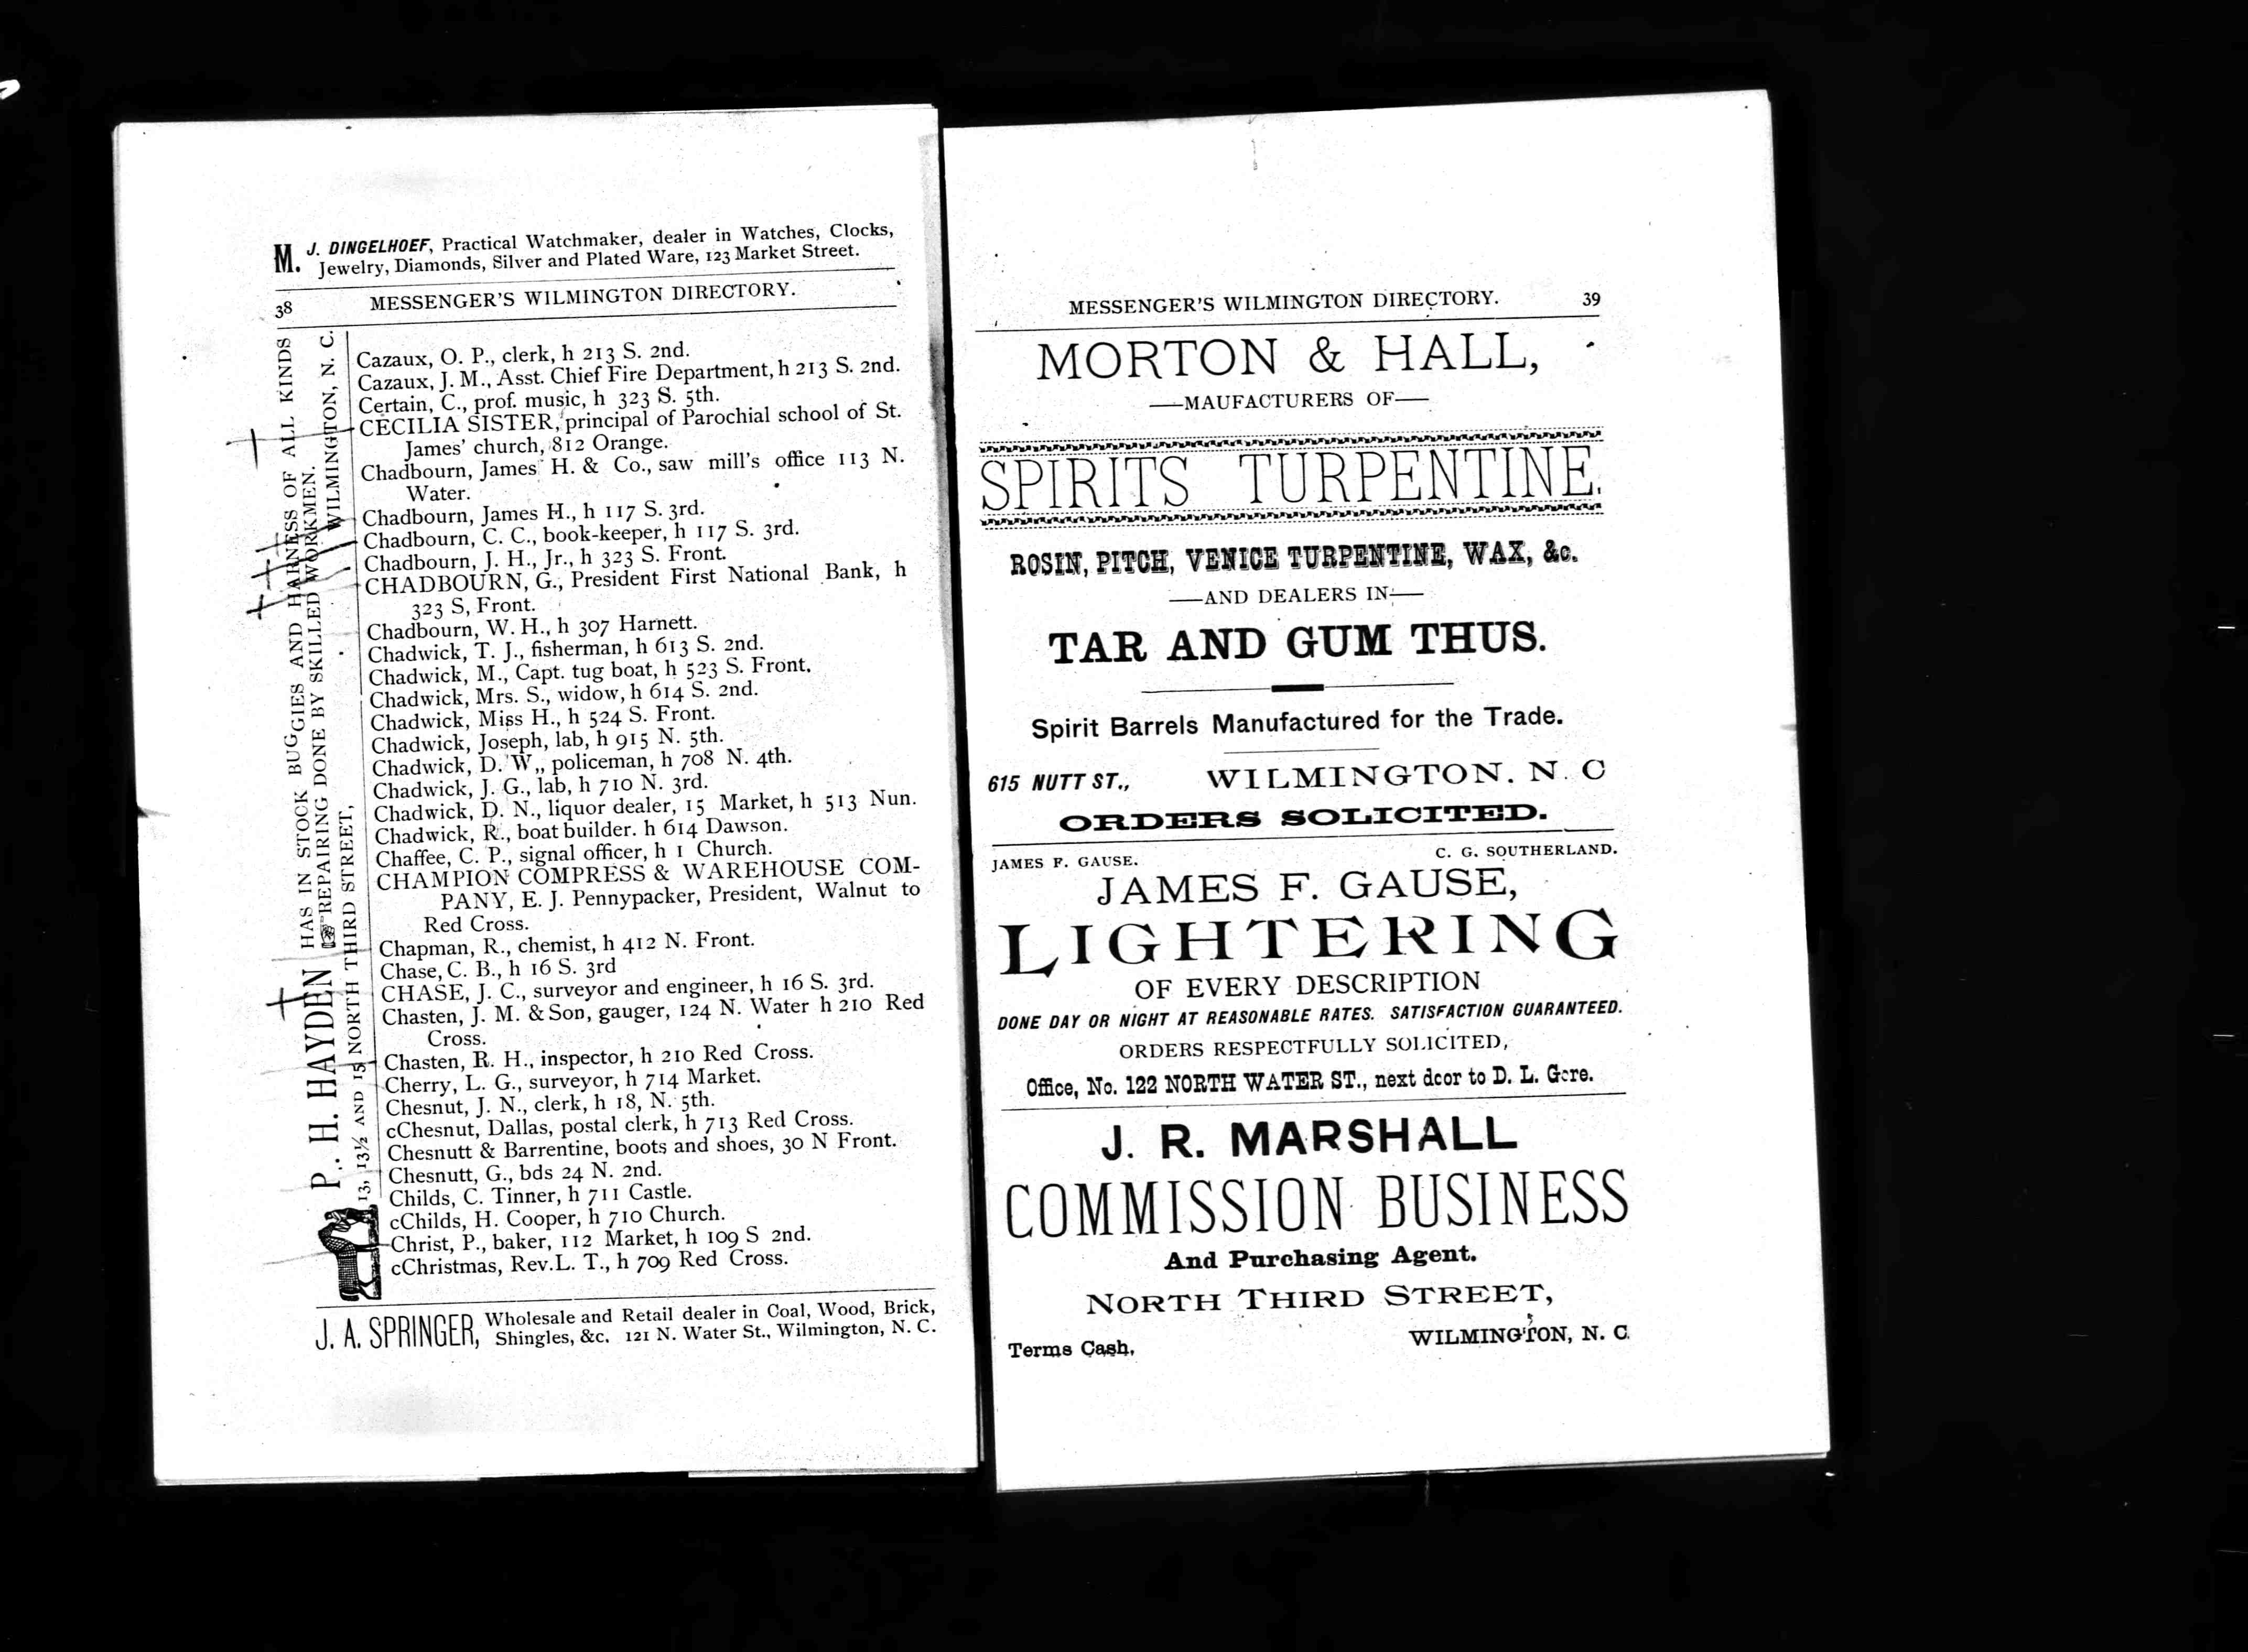 M. J. DINGELHOEF, Practical Watchmaker, dealer in Watches, Clocks,
Jewelry, Diamonds, Silver and Plated Ware, 123 Market Street.
38 MESSENGER'S WILMINGTON DIRECTORY.
P. H. HAYDEN HAS IN STOCK BUGGIES AND HARNESS OF ALL KINDS
☞REPAIRING DONE BY SKILLED WORKMEN.
13, 13½ AND 15 NORTH THIRD STREET, WILMINGTON, N. C.
Cazaux, O. P., clerk, h 213 S. 2nd.
Cazaux, J. M., Asst. Chief Fire Department, h 213 S. 2nd.
Certain, C., prof. music, h 323 S. 5th.
CECILIA SISTER, principal of Parochial school of St.
James' church, 812 Orange.
Chadbourn, James H. & Co., saw mill's office 113 N.
Water.
Chadbourn, James H., h 117 S. 3rd.
Chadbourn, C. C., book-keeper, h 117 S. 3rd.
Chadbourn, J. H., Jr., h 323 S. Front.
CHADBOURN, G., President First National Bank, h
323 S, Front.
Chadbourn, W. H., h 307 Harnett.
Chadwick, T. J., fisherman, h 613 S. 2nd.
Chadwick, M., Capt. tug boat, h 523 S. Front.
Chadwick, Mrs. S., widow, h 614 S. 2nd.
Chadwick, Miss H., h 524 S. Front.
Chadwick, Joseph, lab, h 915 N. 5th.
Chadwick, D. W,, policeman, h 708 N. 4th.
Chadwick, J. G., lab, h 710 N. 3rd.
Chadwick, D. N., liquor dealer, 15 Market, h 513 Nun.
Chadwick, R., boat builder. h 614 Dawson.
Chaffee, C. P., signal officer, h 1 Church.
CHAMPION COMPRESS & WAREHOUSE COM-
PANY, E. J. Pennypacker, President, Walnut to
Red Cross.
Chapman, R., chemist, h 412 N. Front.
Chase, C. B., h 16 S. 3rd
CHASE, J. C., surveyor and engineer, h 16 S. 3rd.
Chasten, J. M. & Son, gauger, 124 N. Water h 210 Red
Cross.
Chasten, R. H., inspector, h 210 Red Cross.
Cherry, L. G., surveyor, h 714 Market.
Chesnut, J. N., clerk, h 18, N. 5th.
cChesnut, Dallas, postal clerk, h 713 Red Cross.
Chesnutt & Barrentine, boots and shoes, 30 N Front.
Chesnutt, G., bds 24 N. 2nd.
Childs, C. Tinner, h 711 Castle.
cChilds, H. Cooper, h 710 Church.
Christ, P., baker, 112 Market, h 109 S 2nd.
cChristmas, Rev. L. T., h 709 Red Cross.
J. A. SPRINGER, Wholesale and Retail dealer in Coal, Wood, Brick,
Shingles, &c. 121 N. Water St., Wilmington, N. C.
MESSENGER'S WILMINGTON DIRECTORY. 39
MORTON & HALL,
—MAUFACTURERS OF—
SPIRITS TURPENTINE.
ROSIN, PITCH, VENICE TURPENTINE, WAX, &c.
—AND DEALERS IN—
TAR AND GUM THUS.
Spirit Barrels Manufactured for the Trade.
615 NUTT ST., WILMINGTON. N. C
ORDERS SOLICITED.
JAMES F. GAUSE. C. G. SOUTHERLAND.
JAMES F. GAUSE,
LIGHTERING
OF EVERY DESCRIPTION
DONE DAY OR NIGHT AT REASONABLE RATES. SATISFACTION GUARANTEED.
ORDERS RESPECTFULLY SOLICITED,
Office, No. 122 NORTH WATER ST., next door to D. L. Gore.
J. R. MARSHALL
COMMISSION BUSINESS
And Purchasing Agent.
NORTH THIRD STREET,
Terms Cash, WILMINGTON, N. C.